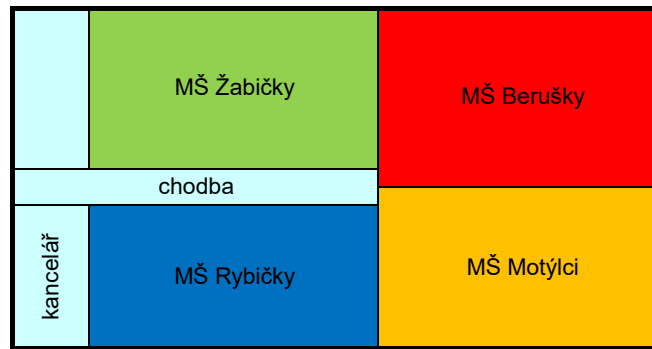 MŠ Žabičky
MŠ Berušky
chodba
kancelář
MŠ Rybičky
MŠ Motýlci